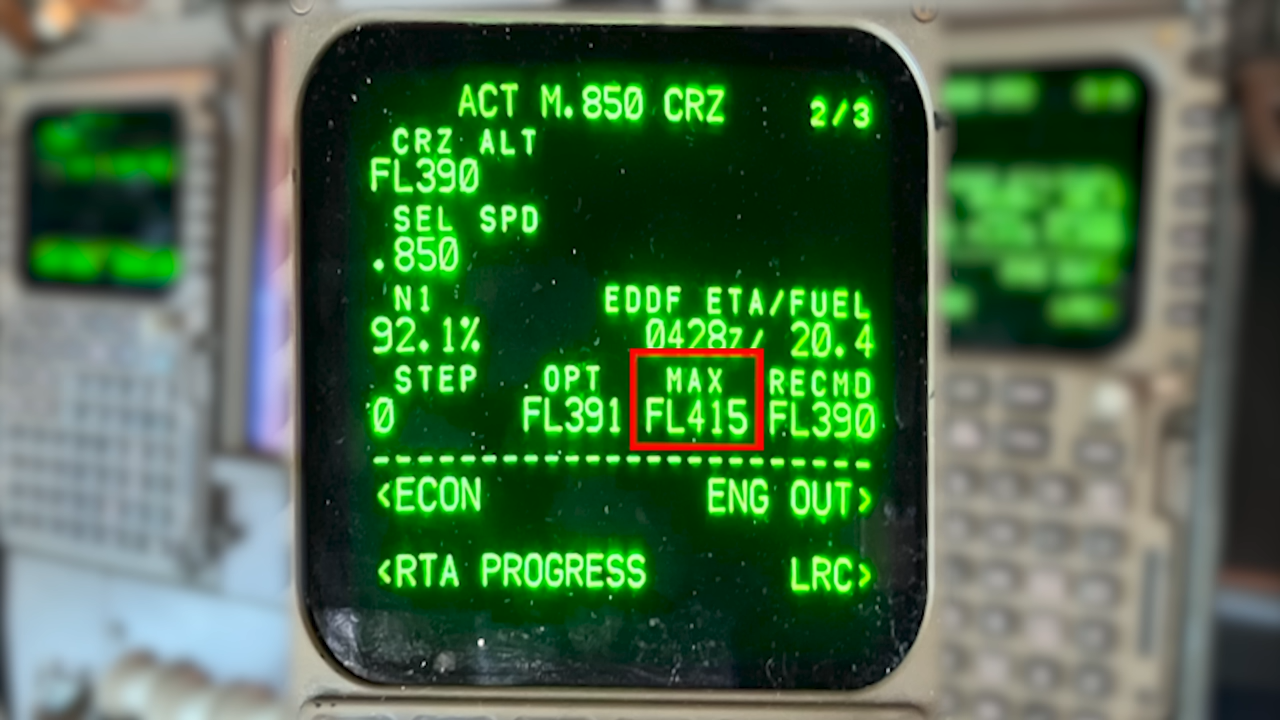 ACT M.850 CRZ 2/3
CRZ ALT
FL390
SEL SPD
.850
N1 EDDF ETA/FUEL
92.1% 0428z/ 20.4
STEP OPT MAX RECMD
0 FL391 FL415 FL390
--------------------------
<ECON ENG OUT>
<RTA PROGRESS LRC>